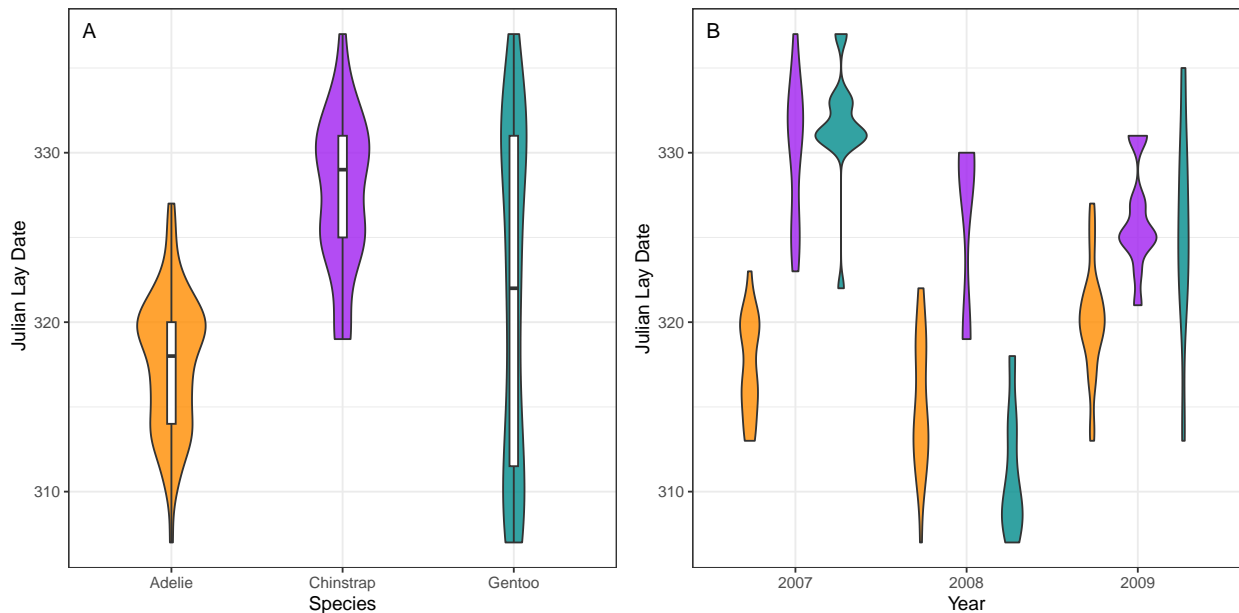 A
Julian Lay Date
330
320
310
Adelie
Chinstrap
Gentoo
Species
B
Julian Lay Date
330
320
310
2007
2008
2009
Year